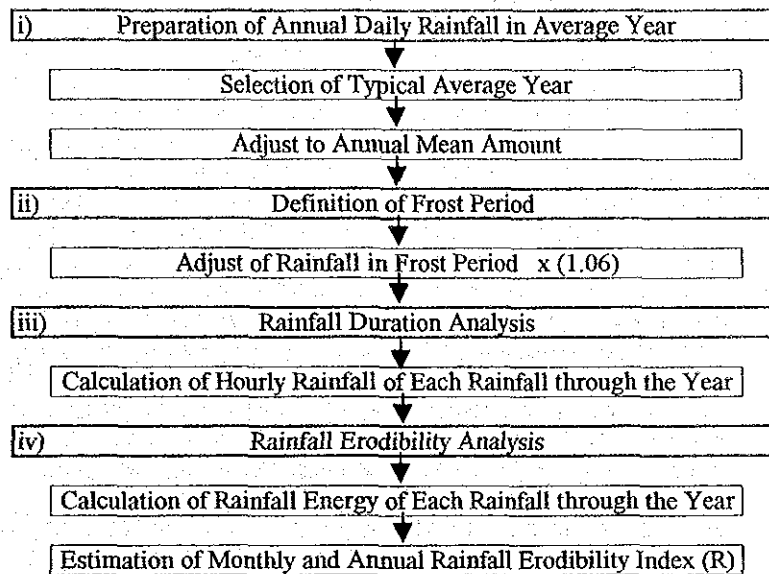 i) Preparation of Annual Daily Rainfall in Average Year
Selection of Typical Average Year
Adjust to Annual Mean Amount
ii) Definition of Frost Period
Adjust of Rainfall in Frost Period x (1.06)
iii) Rainfall Duration Analysis
Calculation of Hourly Rainfall of Each Rainfall through the Year
iv) Rainfall Erodibility Analysis
Calculation of Rainfall Energy of Each Rainfall through the Year
Estimation of Monthly and Annual Rainfall Erodibility Index (R)